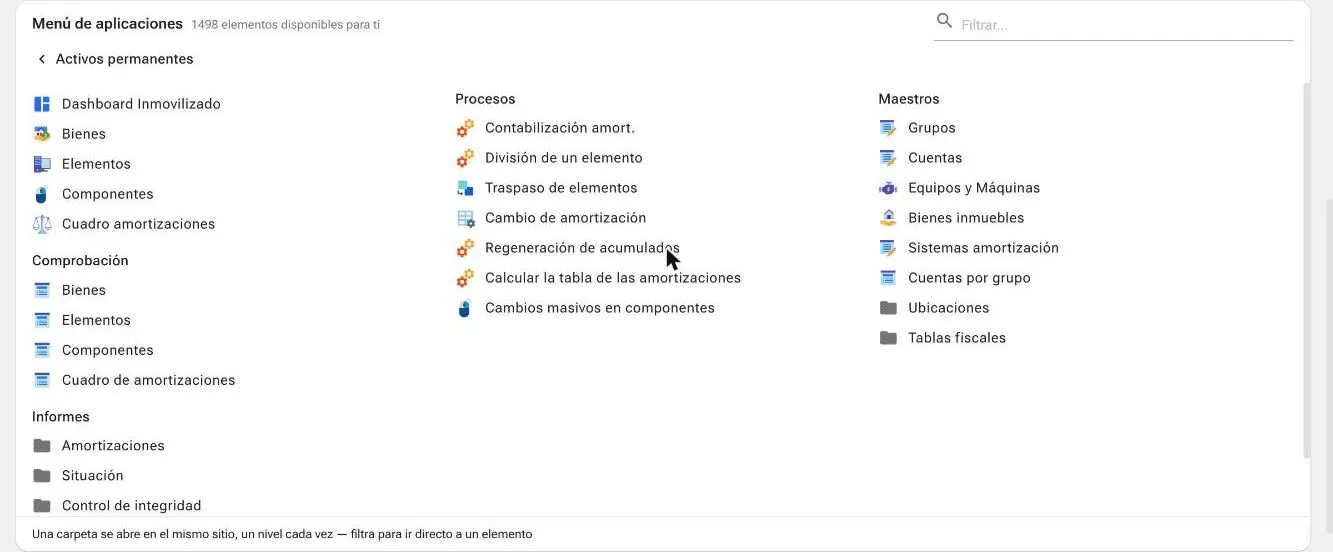 Menú de aplicaciones 1498 elementos disponibles para ti
Filtrar...
Activos permanentes
Dashboard Inmovilizado
Bienes
Elementos
Componentes
Cuadro amortizaciones
Comprobación
Bienes
Elementos
Componentes
Cuadro de amortizaciones
Informes
Amortizaciones
Situación
Control de integridad
Procesos
Contabilización amort.
División de un elemento
Traspaso de elementos
Cambio de amortización
Regeneración de acumulados
Calcular la tabla de las amortizaciones
Cambios masivos en componentes
Maestros
Grupos
Cuentas
Equipos y Máquinas
Bienes inmuebles
Sistemas amortización
Cuentas por grupo
Ubicaciones
Tablas fiscales
Una carpeta se abre en el mismo sitio, un nivel cada vez — filtra para ir directo a un elemento